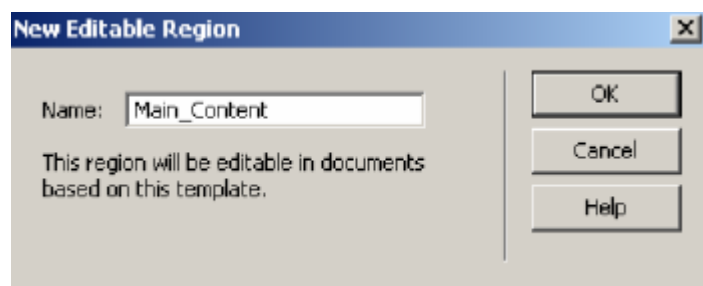 New Editable Region
Name: Main_Content
This region will be editable in documents
based on this template.
OK
Cancel
Help